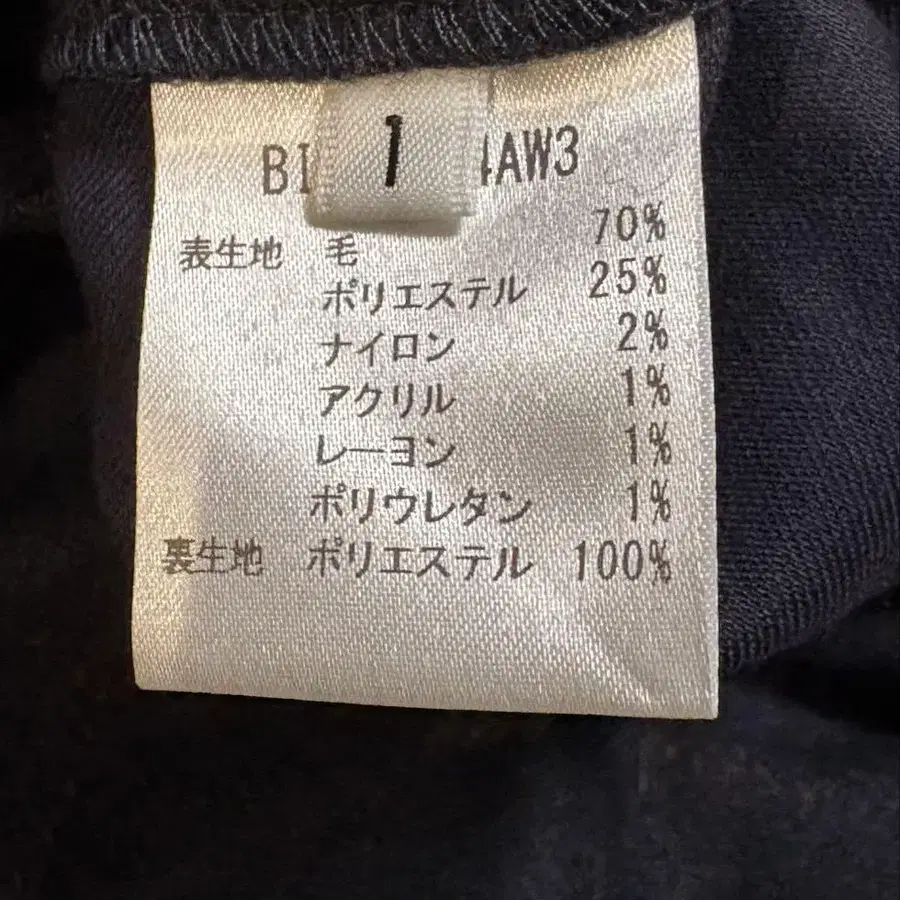 1
表生地 毛 70%
ポリエステル 25%
ナイロン 2%
アクリル 1%
レーヨン 1%
ポリウレタン 1%
裏生地 ポリエステル 100%